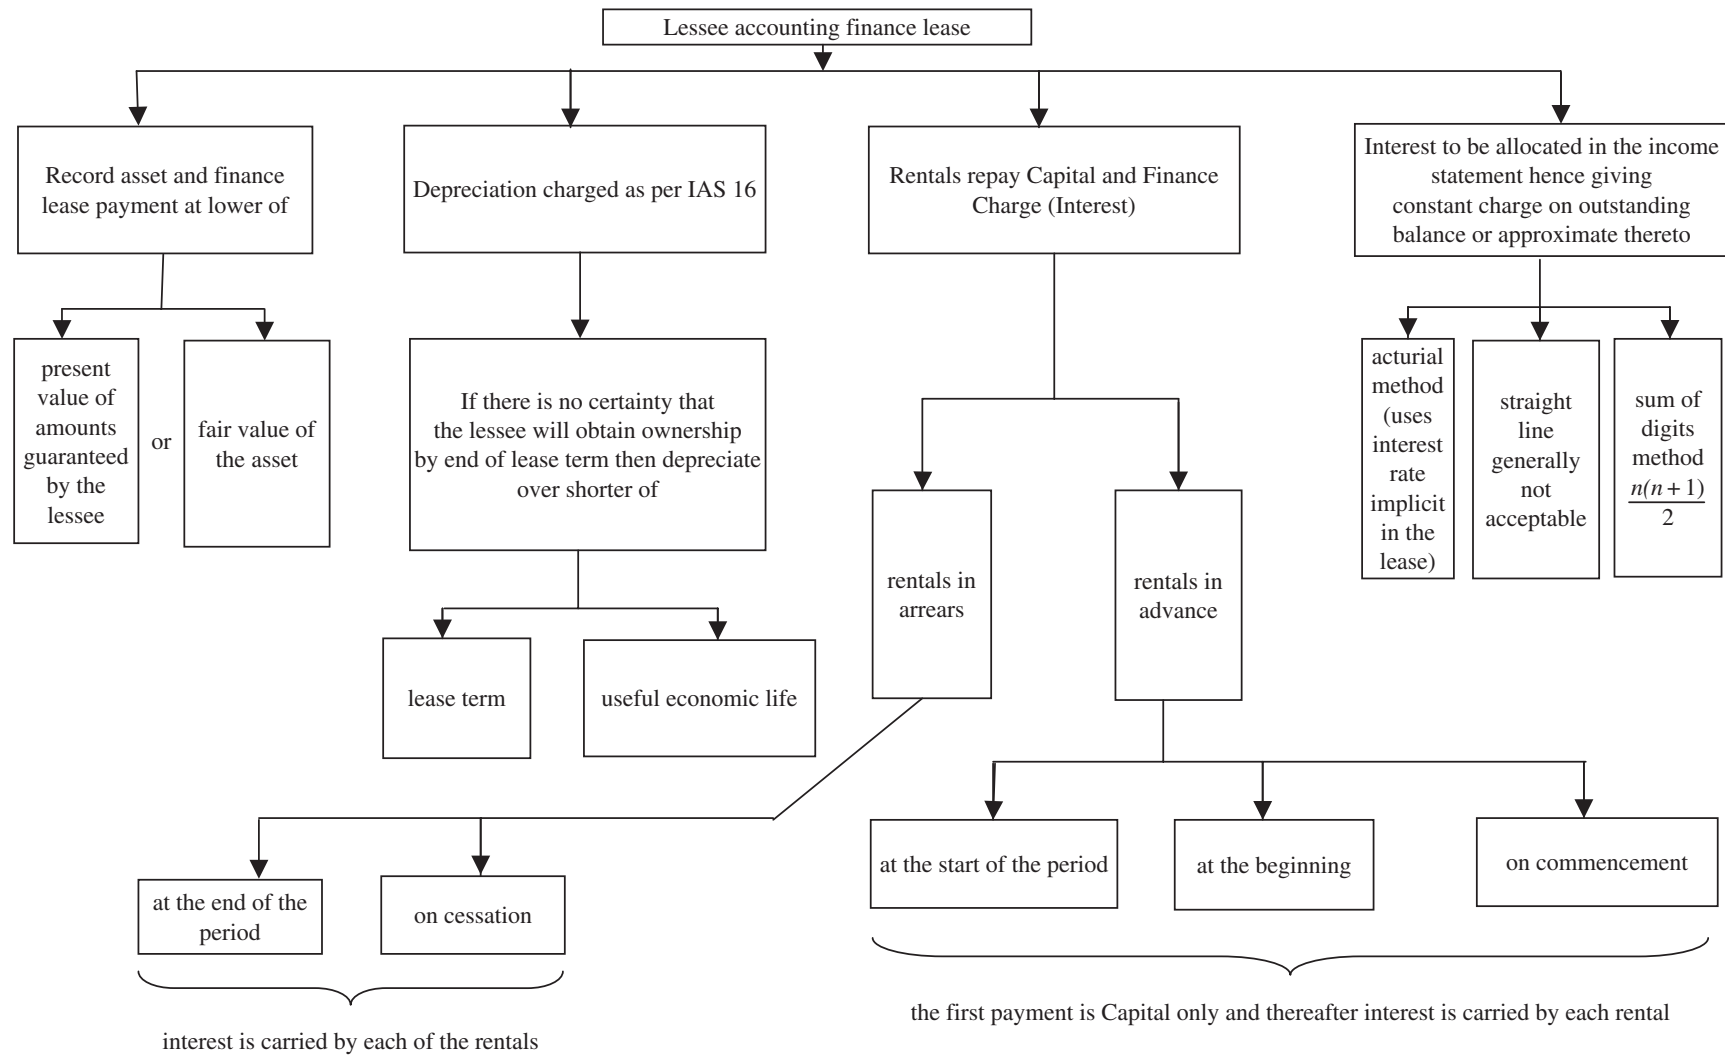 Lessee accounting finance lease
Record asset and finance
lease payment at lower of
Depreciation charged as per IAS 16
Rentals repay Capital and Finance
Charge (Interest)
Interest to be allocated in the income
statement hence giving
constant charge on outstanding
balance or approximate thereto
present
value of
amounts
guaranteed
by the
lessee
or
fair value of
the asset
If there is no certainty that
the lessee will obtain ownership
by end of lease term then depreciate
over shorter of
acturial
method
(uses
interest
rate
implicit
in the
lease)
straight
line
generally
not
acceptable
sum of
digits
method
n(n + 1)
2
rentals in
arrears
rentals in
advance
lease term
useful economic life
at the start of the period
at the beginning
on commencement
at the end of the
period
on cessation
the first payment is Capital only and thereafter interest is carried by each rental
interest is carried by each of the rentals